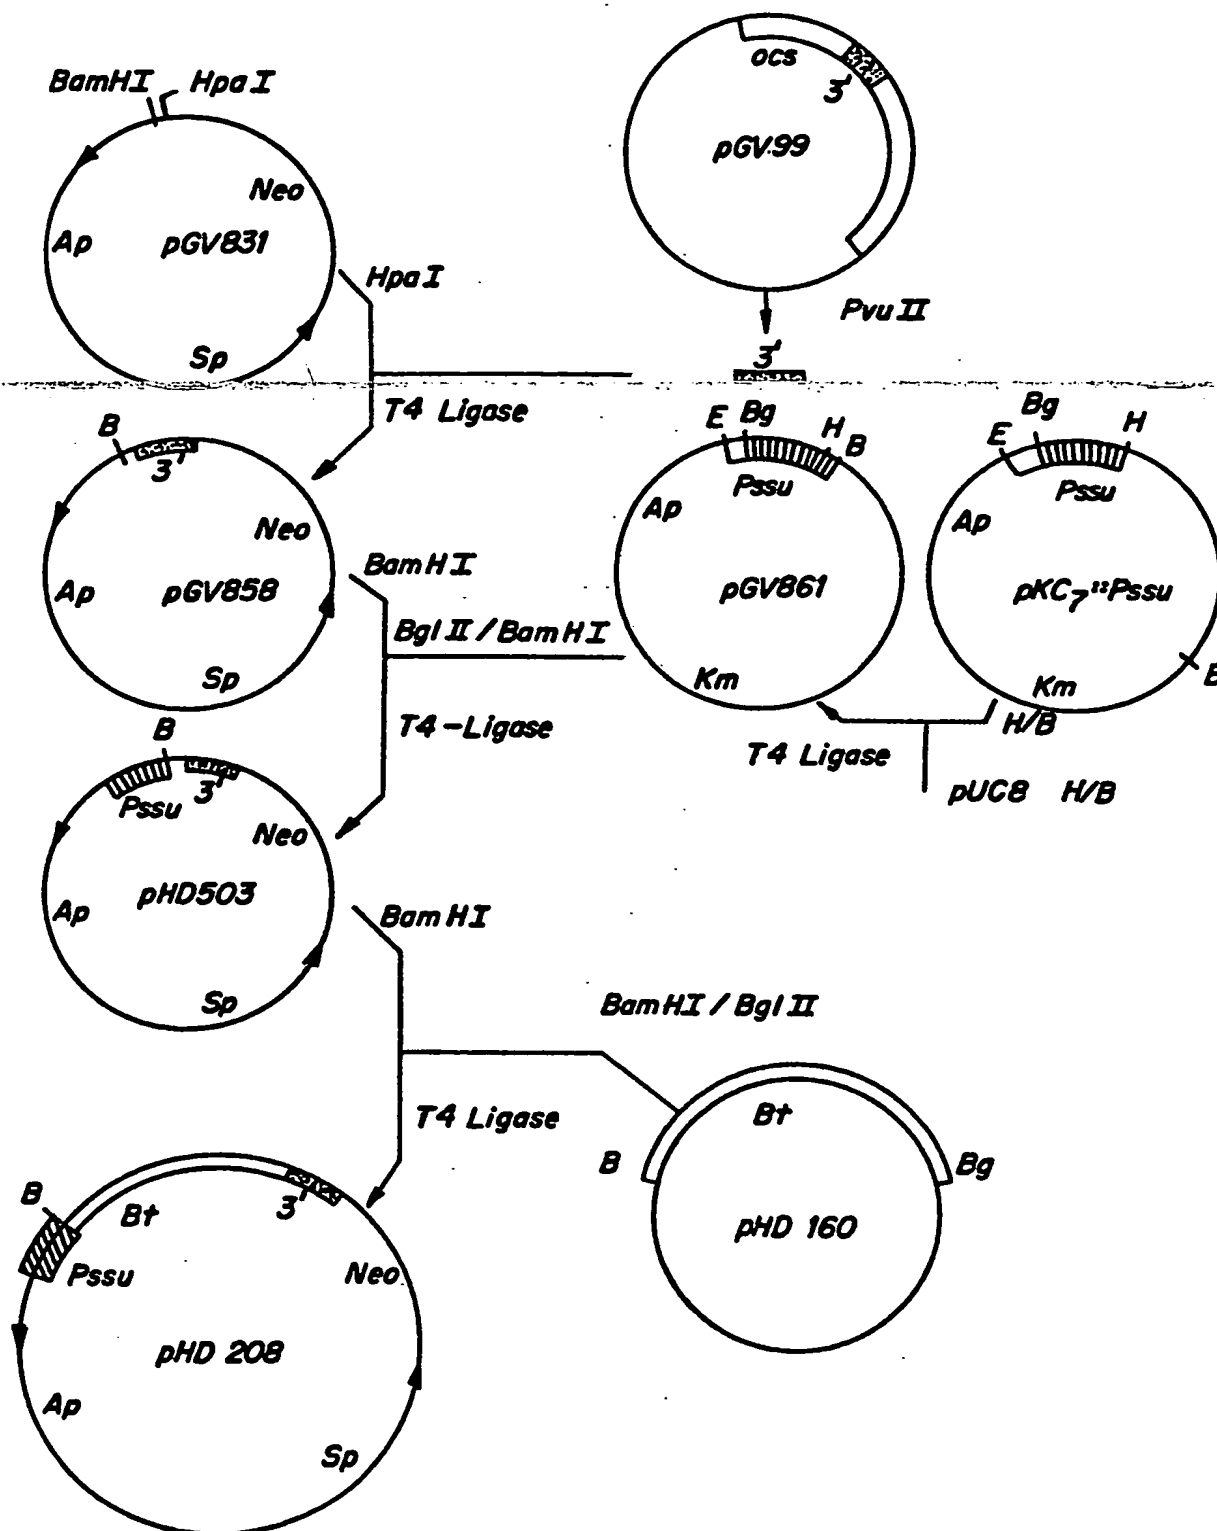 BamHI HpaI
Neo
Ap pGV831
Sp
HpaI
T4 Ligase
ocs
3'
pGV99
PvuII
3'
B
3'
Neo
Ap pGV858
Sp
BamHI
BglII/BamHI
T4-Ligase
E Bg H B
Pssu
Ap
pGV861
Km
Bg H
E
Pssu
Ap
pKC7::Pssu
B
Km
H/B
T4 Ligase
pUC8 H/B
B
Pssu 3'
Neo
pHD503
Ap
Sp
BamHI
BamHI/BglII
T4 Ligase
Bt
B Bg
pHD 160
B
Bt 3'
Pssu Neo
pHD 208
Ap
Sp